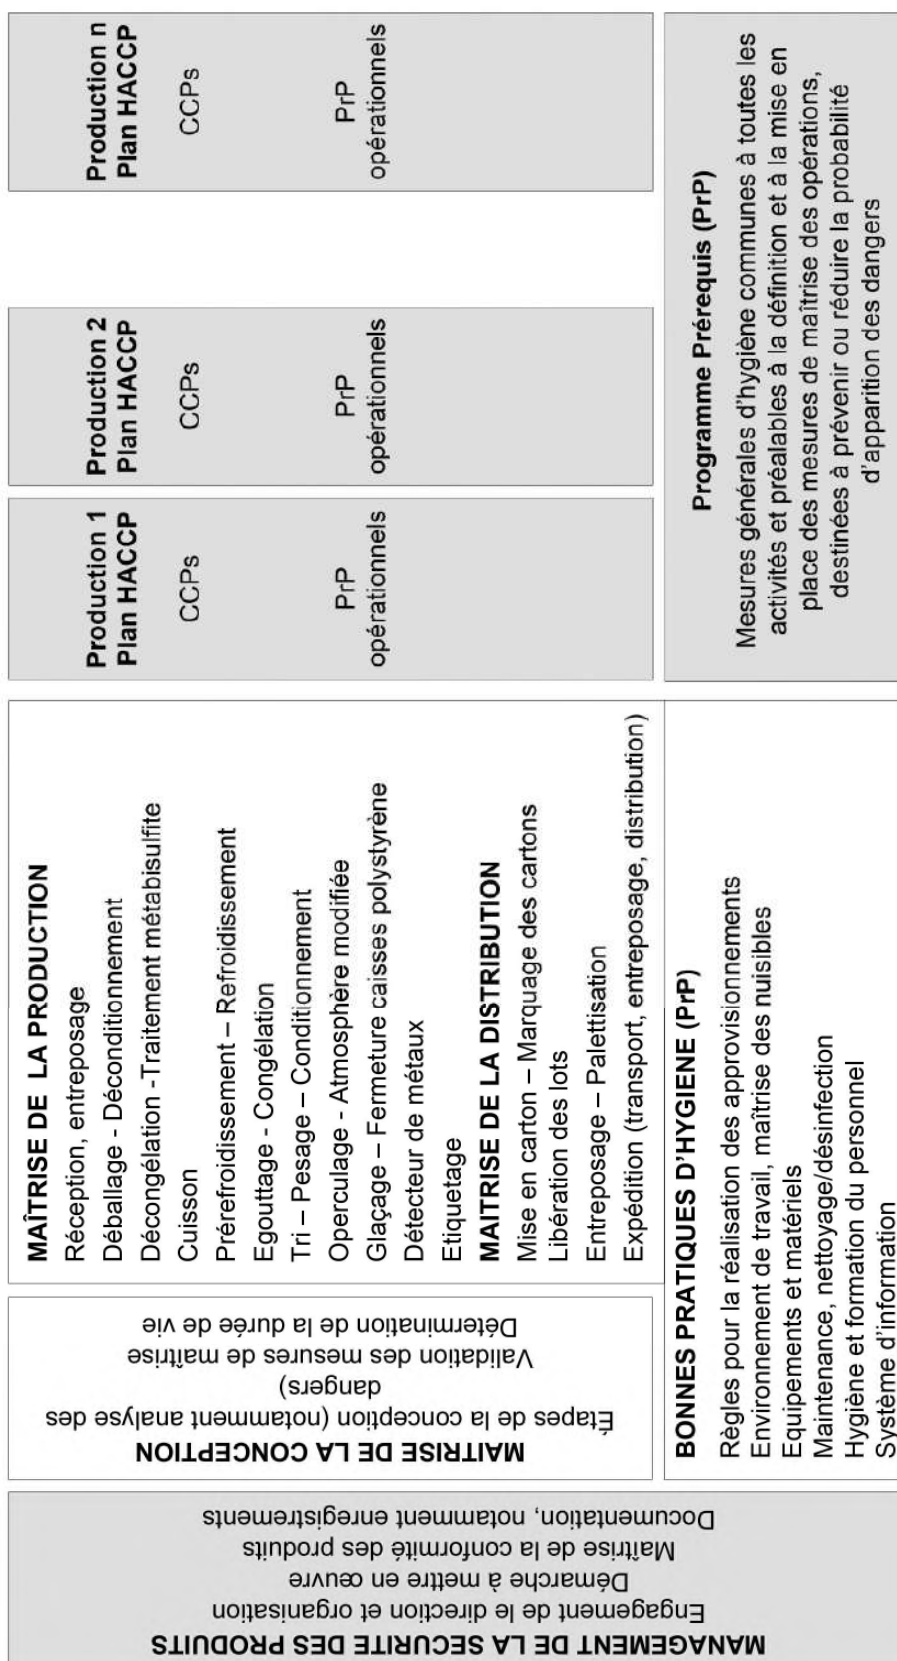 MANAGEMENT DE LA SECURITE DES PRODUITS
Engagement de le direction et organisation
Démarche à mettre en œuvre
Maîtrise de la conformité des produits
Documentation, notamment enregistrements
MAITRISE DE LA CONCEPTION
Étapes de la conception (notamment analyse des
dangers)
Validation des mesures de maîtrise
Détermination de la durée de vie
MAÎTRISE DE LA PRODUCTION
Réception, entreposage
Déballage - Déconditionnement
Décongélation -Traitement métabisulfite
Cuisson
Prérefroidissement – Refroidissement
Egouttage - Congélation
Tri – Pesage – Conditionnement
Operculage - Atmosphère modifiée
Glaçage – Fermeture caisses polystyrène
Détecteur de métaux
Etiquetage
MAITRISE DE LA DISTRIBUTION
Mise en carton – Marquage des cartons
Libération des lots
Entreposage – Palettisation
Expédition (transport, entreposage, distribution)
BONNES PRATIQUES D'HYGIENE (PrP)
Règles pour la réalisation des approvisionnements
Environnement de travail, maîtrise des nuisibles
Equipements et matériels
Maintenance, nettoyage/désinfection
Hygiène et formation du personnel
Système d'information
Production 1
Plan HACCP
CCPs
PrP
opérationnels
Production 2
Plan HACCP
CCPs
PrP
opérationnels
Production n
Plan HACCP
CCPs
PrP
opérationnels
Programme Prérequis (PrP)
Mesures générales d'hygiène communes à toutes les
activités et préalables à la définition et à la mise en
place des mesures de maîtrise des opérations,
destinées à prévenir ou réduire la probabilité
d'apparition des dangers